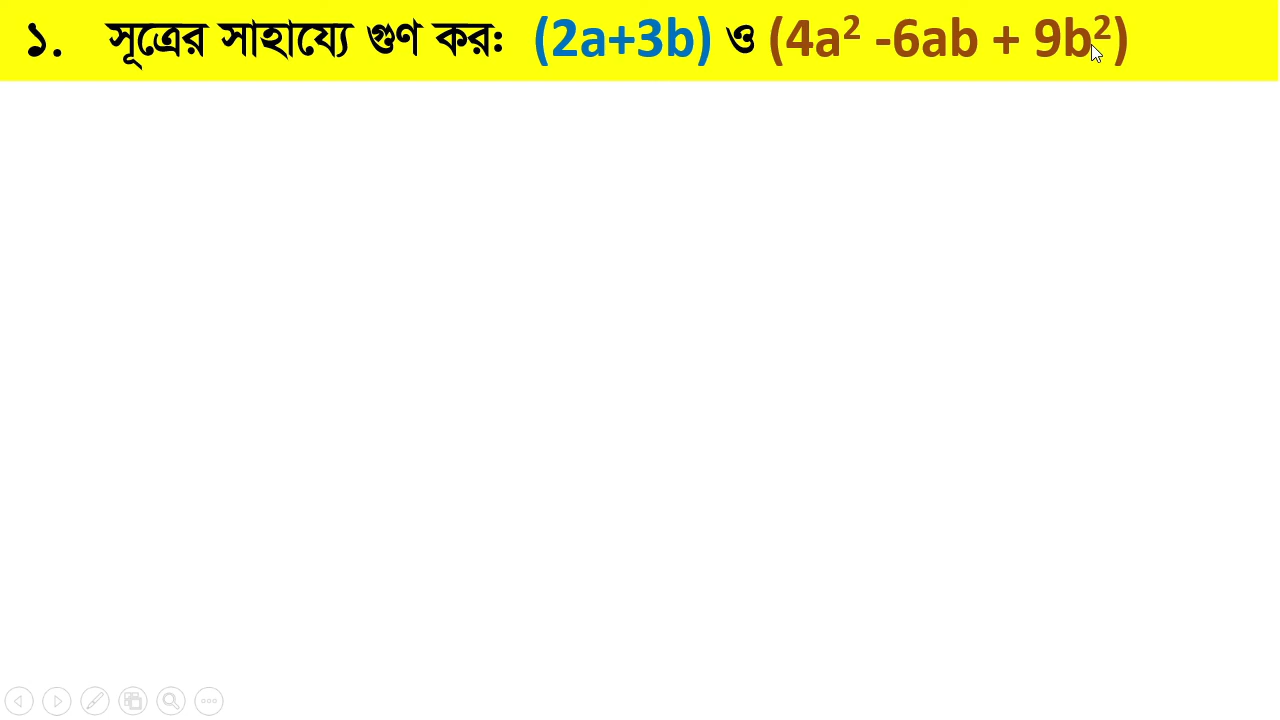 ১. সূত্রের সাহায্যে গুণ করঃ (2a+3b) ও (4a² -6ab + 9b²)